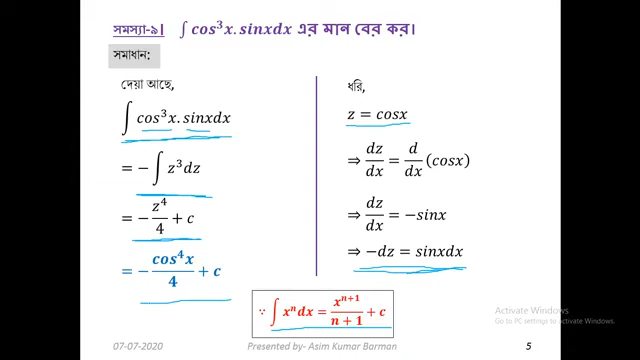 সমস্যা-৯। ∫ cos³x.sinxdx এর মান বের কর।
সমাধান:
দেয়া আছে,
∫ cos³x.sinxdx
= − ∫ z³dz
= − z⁴/4 + c
= − cos⁴x/4 + c
ধরি,
z = cosx
⇒ dz/dx = d/dx (cosx)
⇒ dz/dx = −sinx
⇒ −dz = sinxdx
∵ ∫ xⁿdx = xⁿ⁺¹/n+1 + c
Activate Windows
Go to PC settings to activate Windows.
07-07-2020
Presented by- Asim Kumar Barman
5